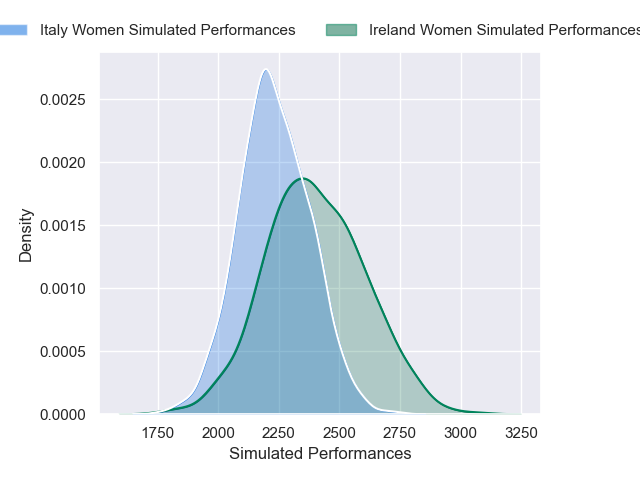 Italy Women Simulated Performances Ireland Women Simulated Performances
0.0025
0.0020
0.0015
0.0010
0.0005
0.0000
Density
1750 2000 2250 2500 2750 3000 3250
Simulated Performances